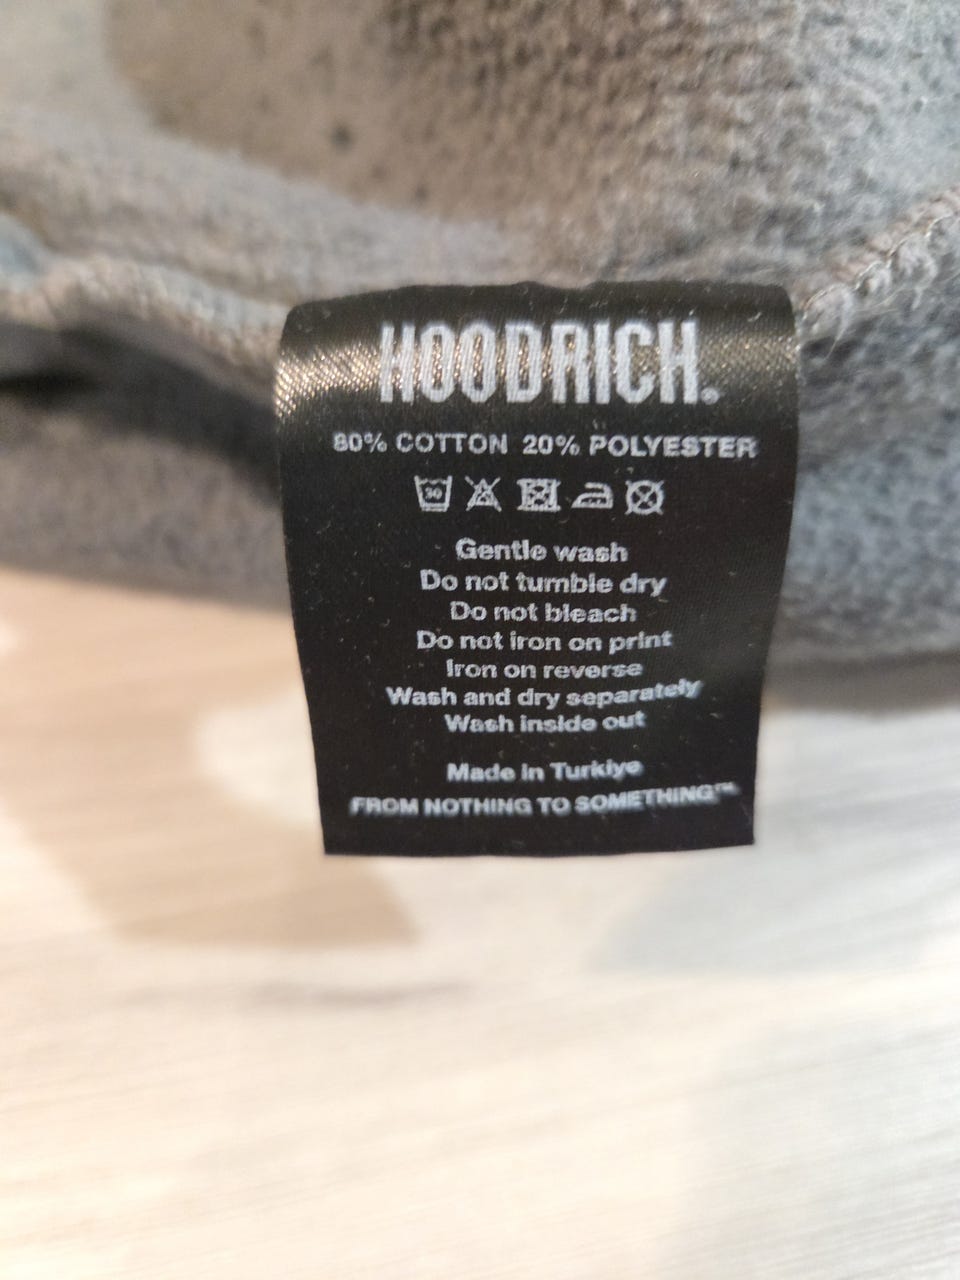 HOODRICH®
80% COTTON 20% POLYESTER
30
Gentle wash
Do not tumble dry
Do not bleach
Do not iron on print
Iron on reverse
Wash and dry separately
Wash inside out
Made in Turkiye
FROM NOTHING TO SOMETHING™